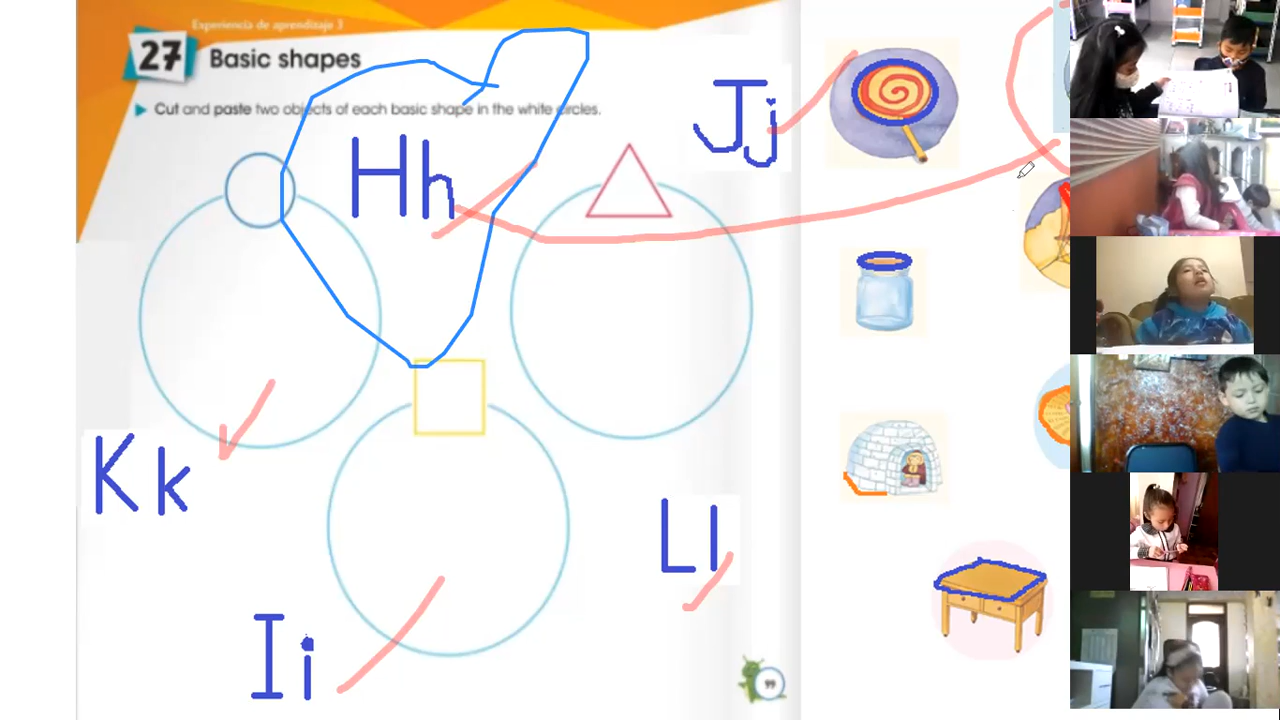 Experiencia de aprendizaje 3
27 Basic shapes
Cut and paste two objects of each basic shape in the white circles.
Jj
Hh
Kk
Ll
Ii
99